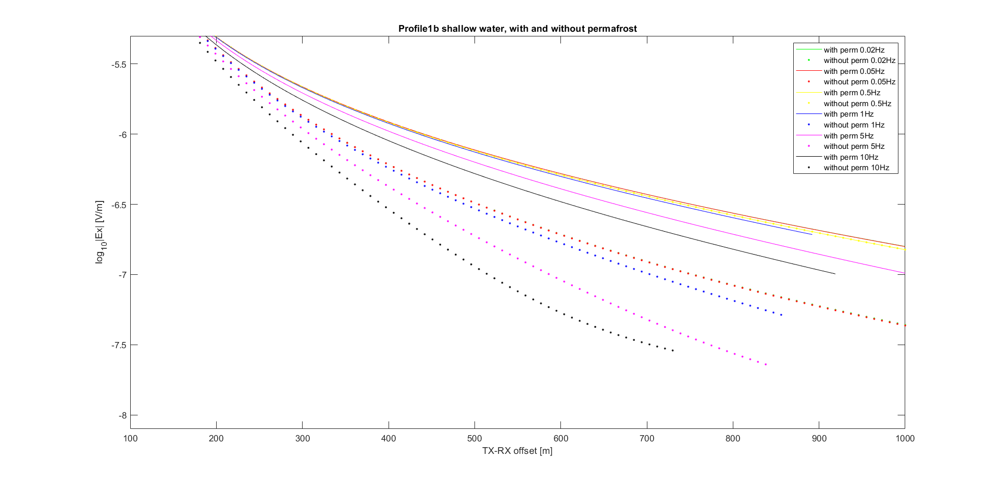 Profile1b shallow water, with and without permafrost
with perm 0.02Hz
without perm 0.02Hz
with perm 0.05Hz
without perm 0.05Hz
with perm 0.5Hz
without perm 0.5Hz
with perm 1Hz
without perm 1Hz
with perm 5Hz
without perm 5Hz
with perm 10Hz
without perm 10Hz
log10|Ex| [V/m]
-5.5
-6
-6.5
-7
-7.5
-8
100 200 300 400 500 600 700 800 900 1000
TX-RX offset [m]